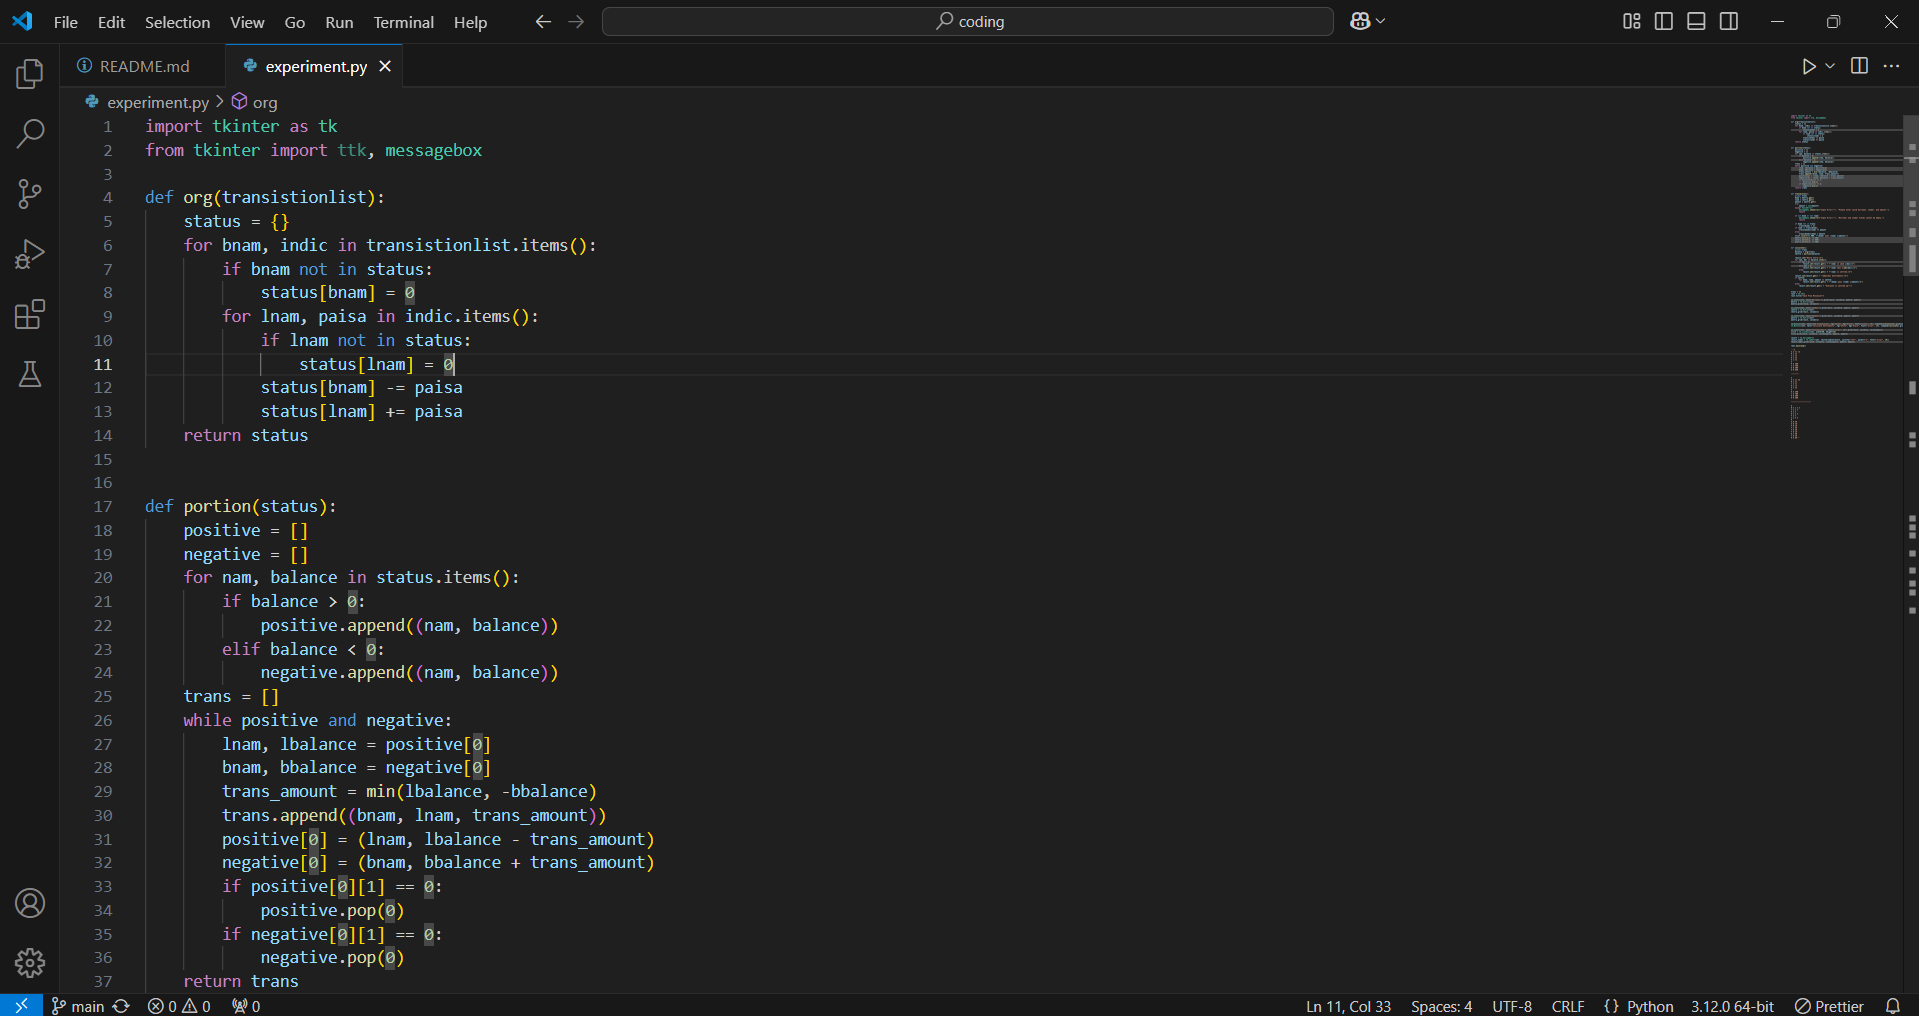 File Edit Selection View Go Run Terminal Help coding
README.md experiment.py
experiment.py > org
1 import tkinter as tk
2 from tkinter import ttk, messagebox
3
4 def org(transistionlist):
5     status = {}
6     for bnam, indic in transistionlist.items():
7         if bnam not in status:
8             status[bnam] = 0
9         for lnam, paisa in indic.items():
10             if lnam not in status:
11                 status[lnam] = 0
12             status[bnam] -= paisa
13             status[lnam] += paisa
14     return status
15
16
17 def portion(status):
18     positive = []
19     negative = []
20     for nam, balance in status.items():
21         if balance > 0:
22             positive.append((nam, balance))
23         elif balance < 0:
24             negative.append((nam, balance))
25     trans = []
26     while positive and negative:
27         lnam, lbalance = positive[0]
28         bnam, bbalance = negative[0]
29         trans_amount = min(lbalance, -bbalance)
30         trans.append((bnam, lnam, trans_amount))
31         positive[0] = (lnam, lbalance - trans_amount)
32         negative[0] = (bnam, bbalance + trans_amount)
33         if positive[0][1] == 0:
34             positive.pop(0)
35         if negative[0][1] == 0:
36             negative.pop(0)
37     return trans
main 0 0 0 Ln 11, Col 33 Spaces: 4 UTF-8 CRLF {} Python 3.12.0 64-bit Prettier